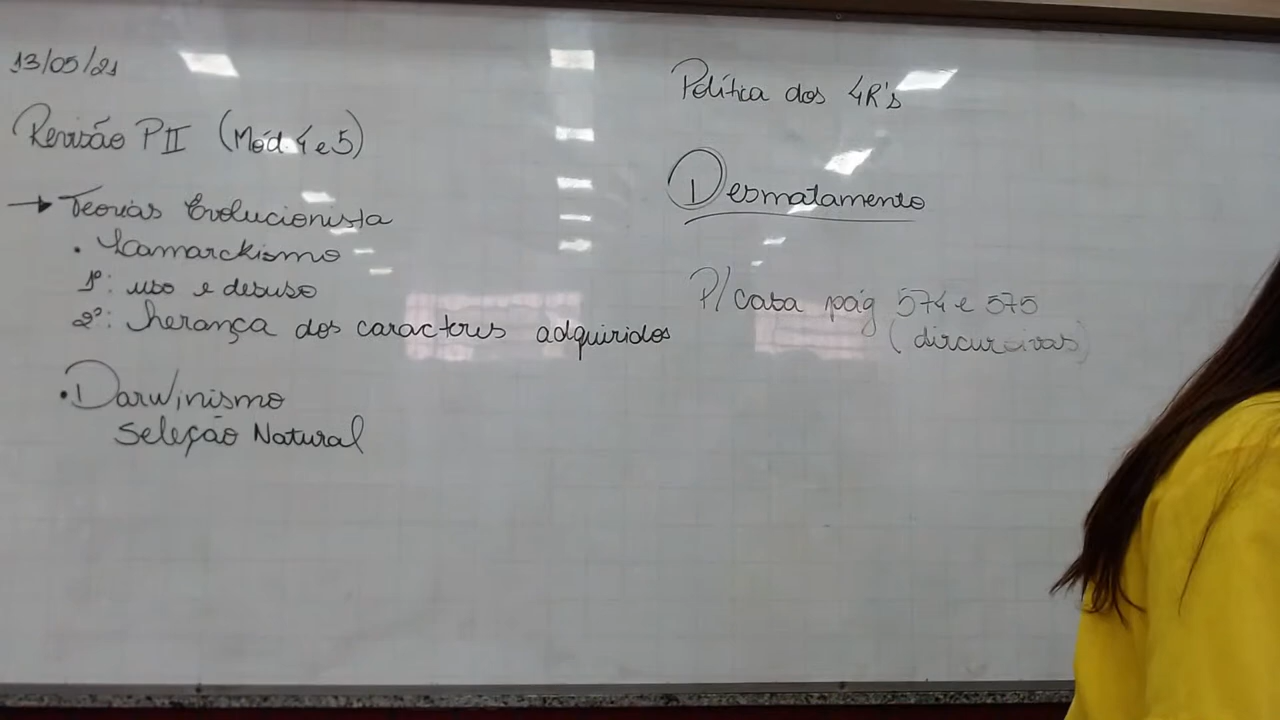 13/05/21
Revisão PII (Mód. 4 e 5)
→ Teorias Evolucionista
• Lamarckismo
1º: uso e desuso
2º: herança dos caracteres adquiridos
• Darwinismo
Seleção Natural
Política dos 4R's
Desmatamento
P/ casa pág 574 e 575
(discursivas)